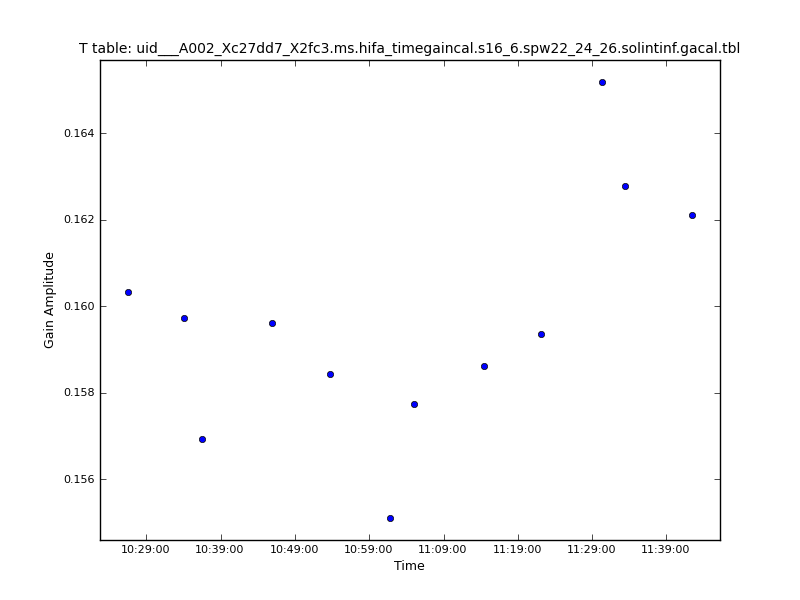 T table: uid___A002_Xc27dd7_X2fc3.ms.hifa_timegaincal.s16_6.spw22_24_26.solintinf.gacal.tbl
0.164
0.162
0.160
0.158
0.156
Gain Amplitude
10:29:00 10:39:00 10:49:00 10:59:00 11:09:00 11:19:00 11:29:00 11:39:00
Time